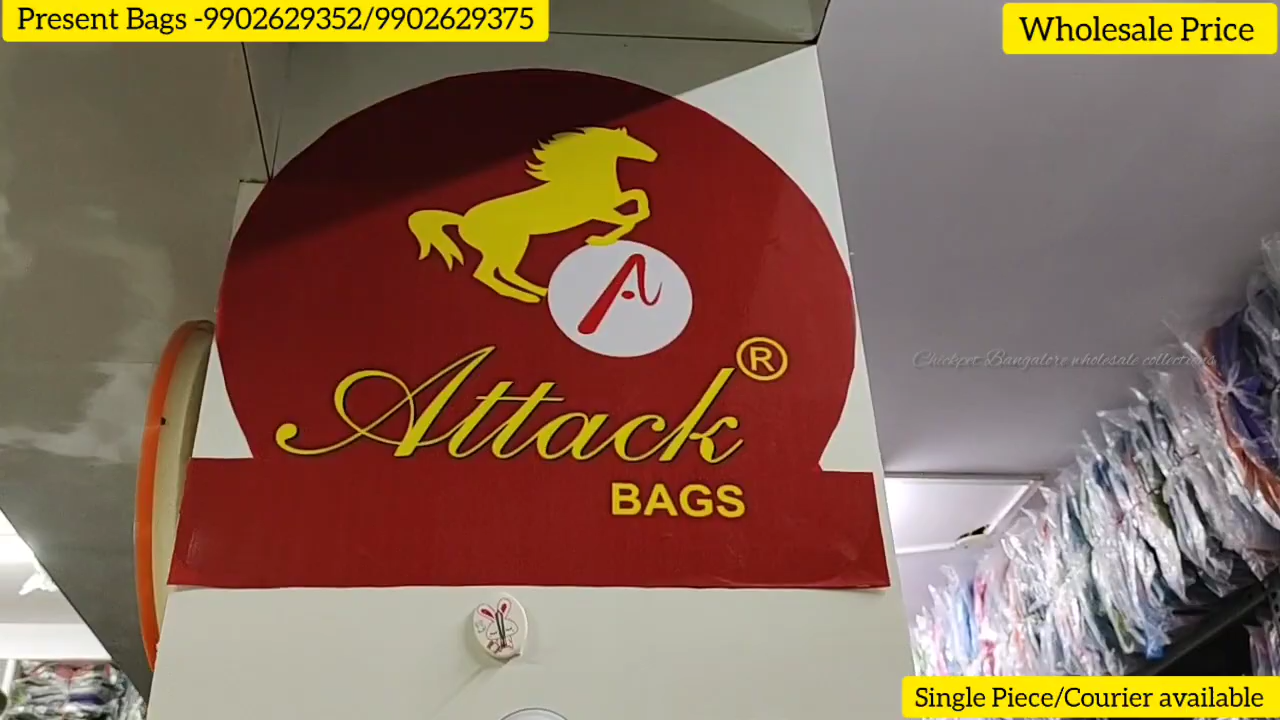 Present Bags -9902629352/9902629375
Wholesale Price
A
Attack ®
BAGS
Chickpet Bangalore wholesale collections
Single Piece/Courier available